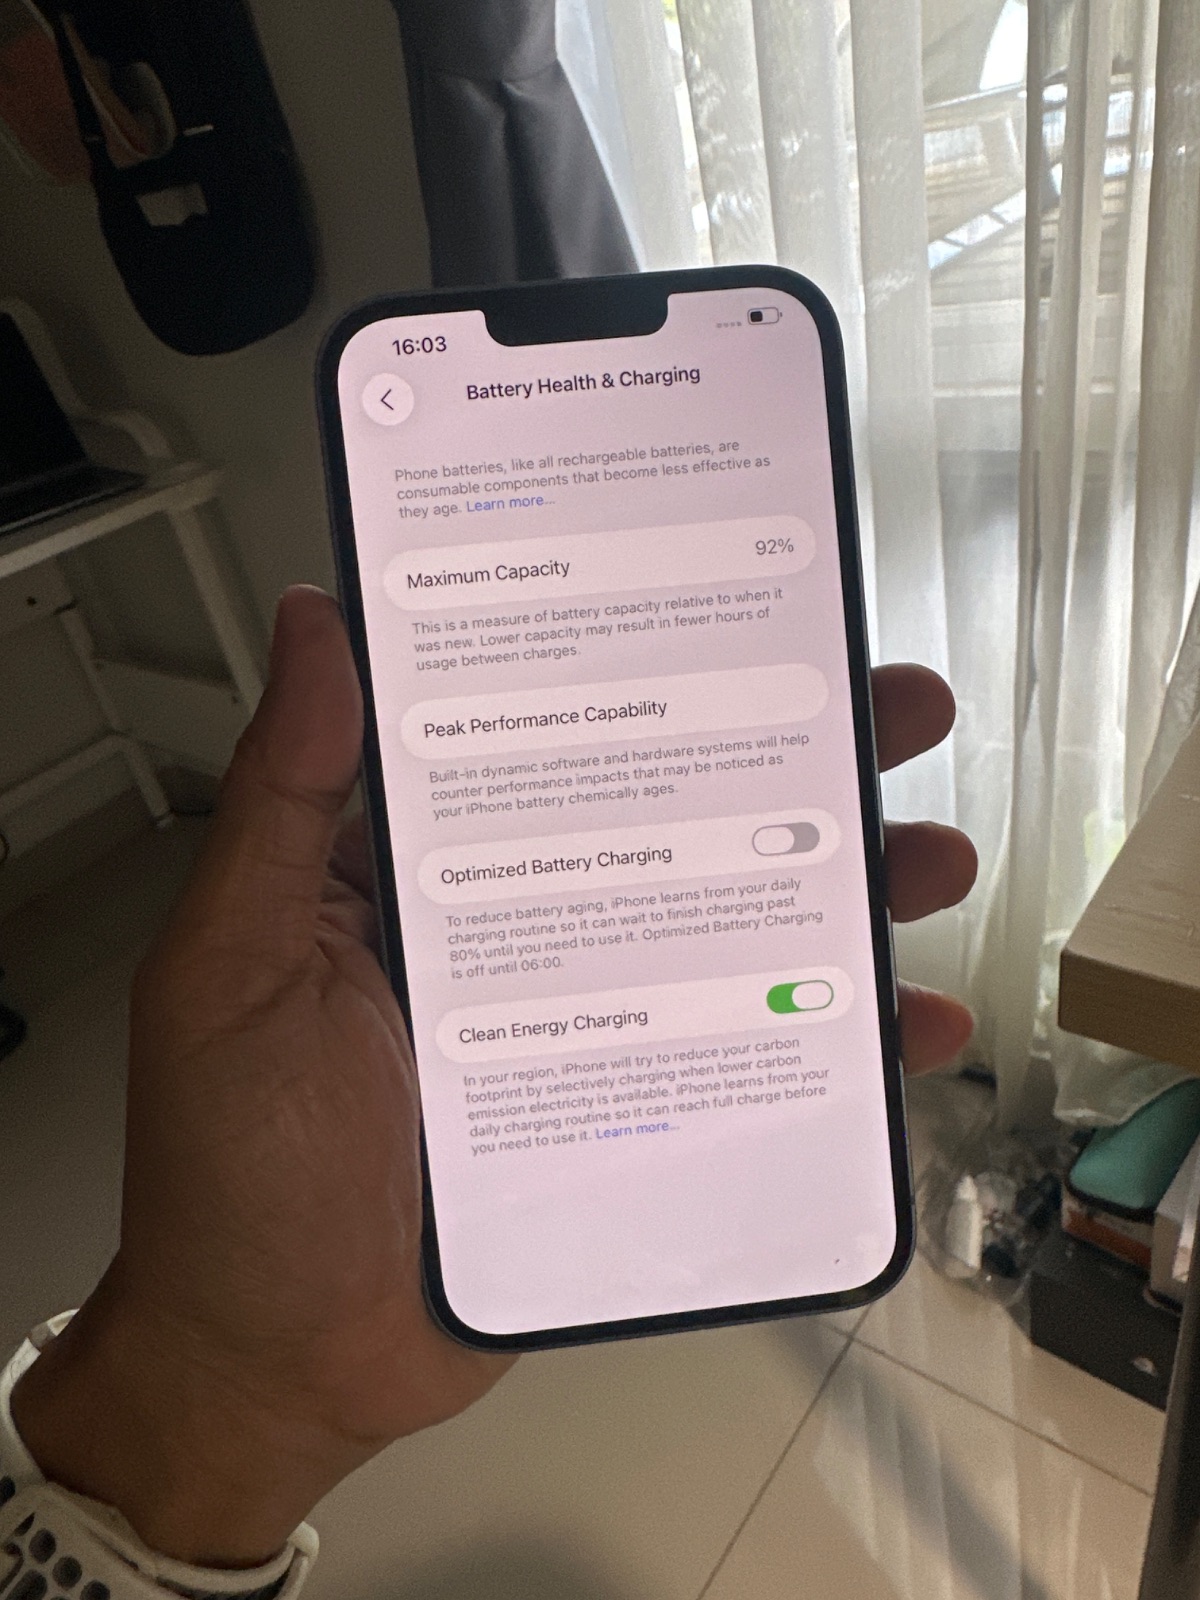 16:03
Battery Health & Charging
Phone batteries, like all rechargeable batteries, are
consumable components that become less effective as
they age. Learn more...
Maximum Capacity 92%
This is a measure of battery capacity relative to when it
was new. Lower capacity may result in fewer hours of
usage between charges.
Peak Performance Capability
Built-in dynamic software and hardware systems will help
counter performance impacts that may be noticed as
your iPhone battery chemically ages.
Optimized Battery Charging
To reduce battery aging, iPhone learns from your daily
charging routine so it can wait to finish charging past
80% until you need to use it. Optimized Battery Charging
is off until 06:00.
Clean Energy Charging
In your region, iPhone will try to reduce your carbon
footprint by selectively charging when lower carbon
emission electricity is available. iPhone learns from your
daily charging routine so it can reach full charge before
you need to use it. Learn more...